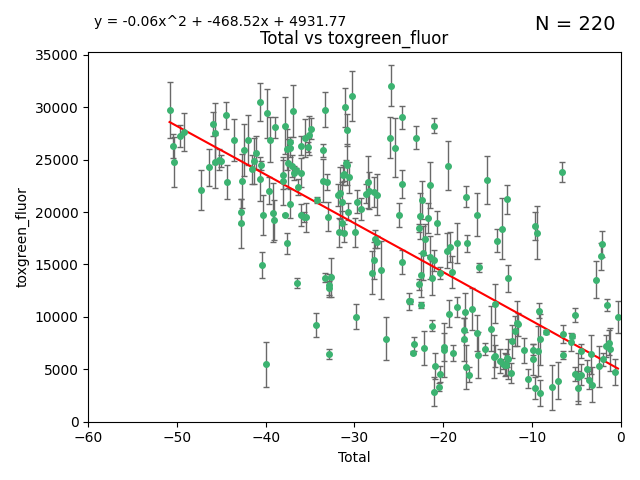 y = -0.06x^2 + -468.52x + 4931.77
N = 220
Total vs toxgreen_fluor
35000
30000
25000
20000
15000
10000
5000
0
toxgreen_fluor
−60 −50 −40 −30 −20 −10 0
Total